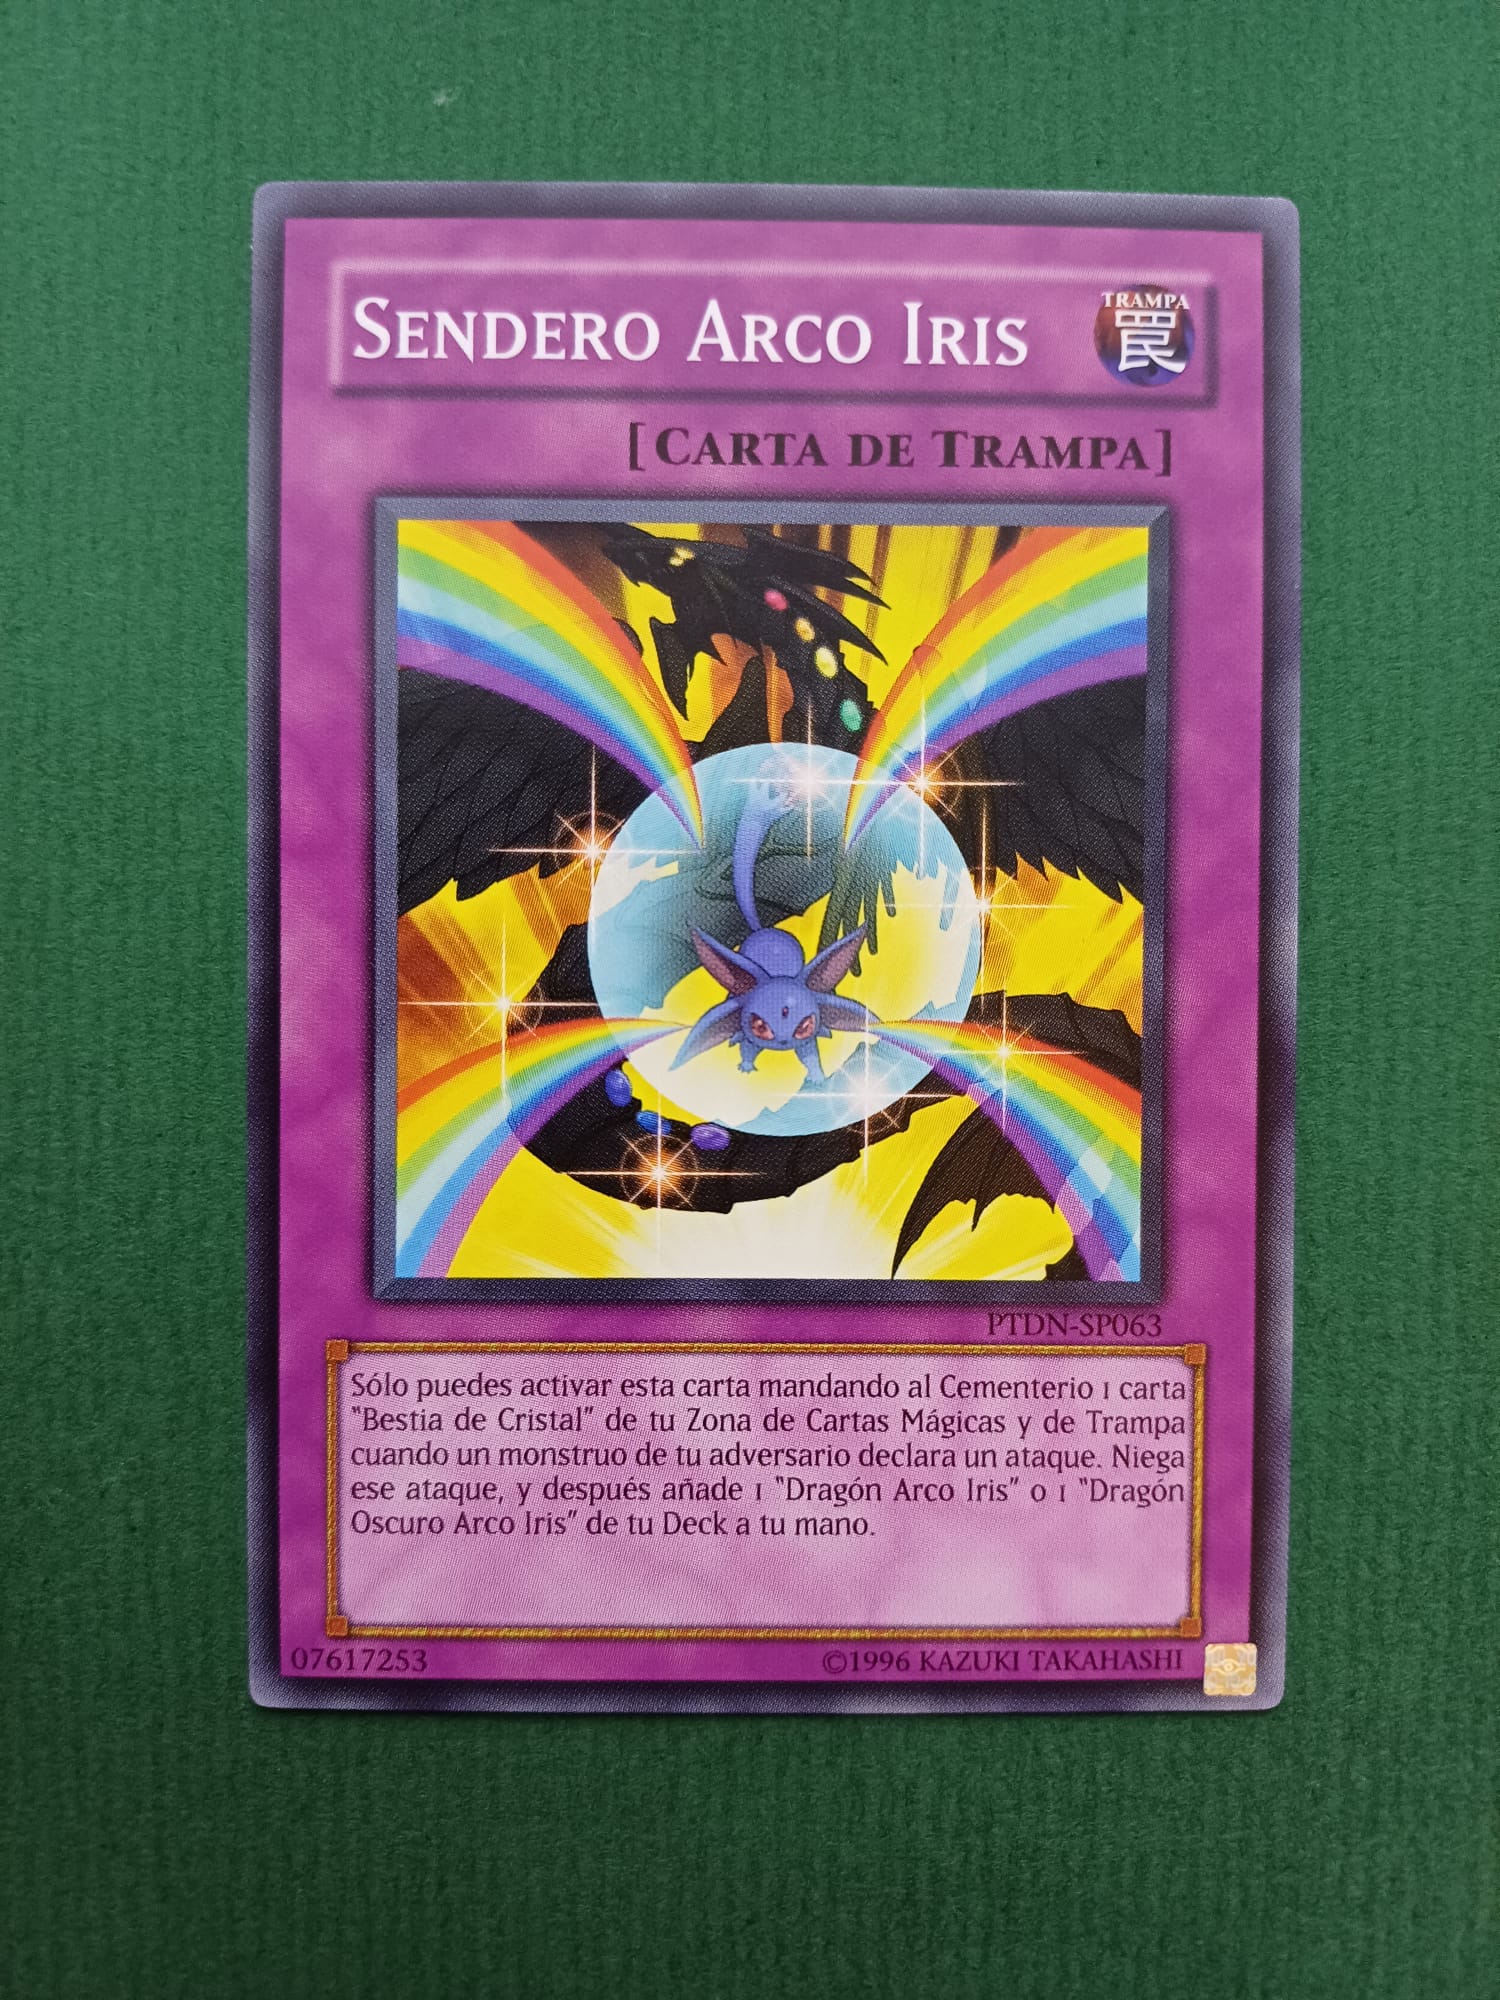 SENDERO ARCO IRIS
TRAMPA
罠
[CARTA DE TRAMPA]
PTDN-SP063
Sólo puedes activar esta carta mandando al Cementerio 1 carta
"Bestia de Cristal" de tu Zona de Cartas Mágicas y de Trampa
cuando un monstruo de tu adversario declara un ataque. Niega
ese ataque, y después añade 1 "Dragón Arco Iris" o 1 "Dragón
Oscuro Arco Iris" de tu Deck a tu mano.
07617253
©1996 KAZUKI TAKAHASHI